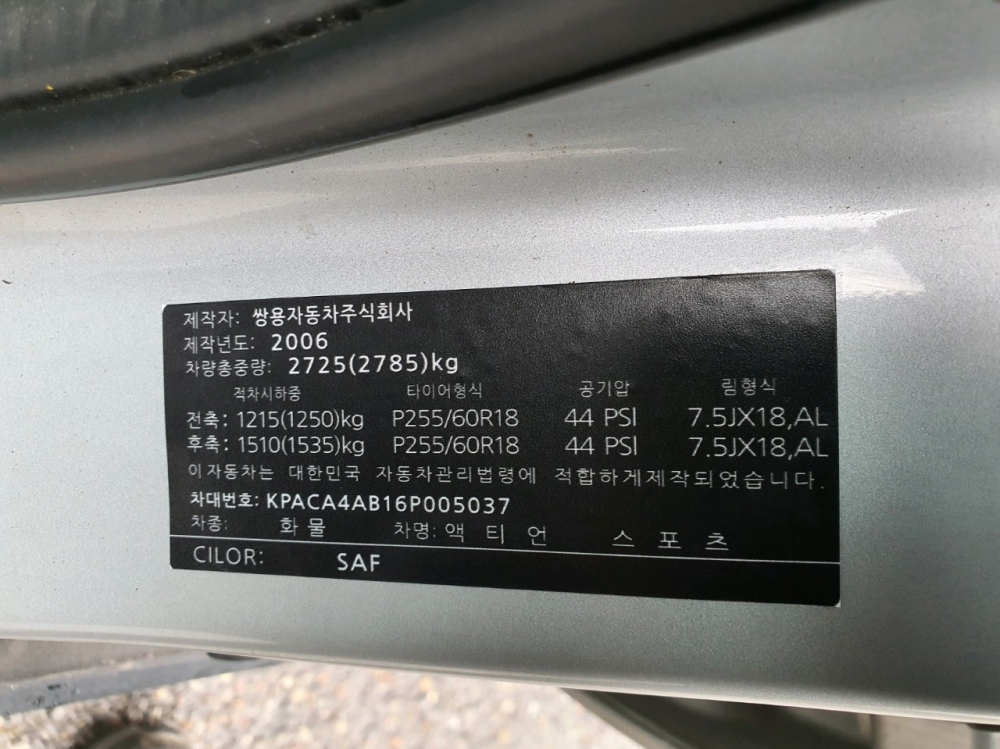 제작자: 쌍용자동차주식회사
제작년도: 2006
차량총중량: 2725(2785)kg
적차시하중 타이어형식 공기압 림형식
전축: 1215(1250)kg P255/60R18 44 PSI 7.5JX18,AL
후축: 1510(1535)kg P255/60R18 44 PSI 7.5JX18,AL
이자동차는 대한민국 자동차관리법령에 적합하게제작되었습니다.
차대번호: KPACA4AB16P005037
차종: 화 물 차명: 액 티 언 스 포 츠
CILOR: SAF